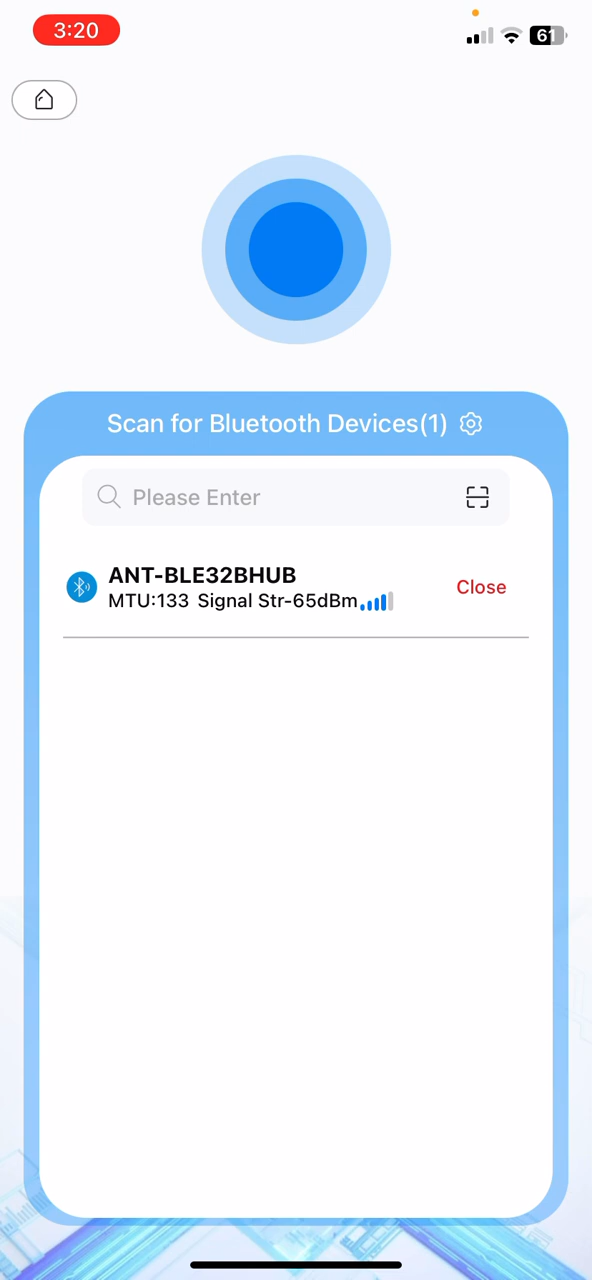 3:20
61
Scan for Bluetooth Devices(1)
Please Enter
ANT-BLE32BHUB
MTU:133 Signal Str-65dBm
Close